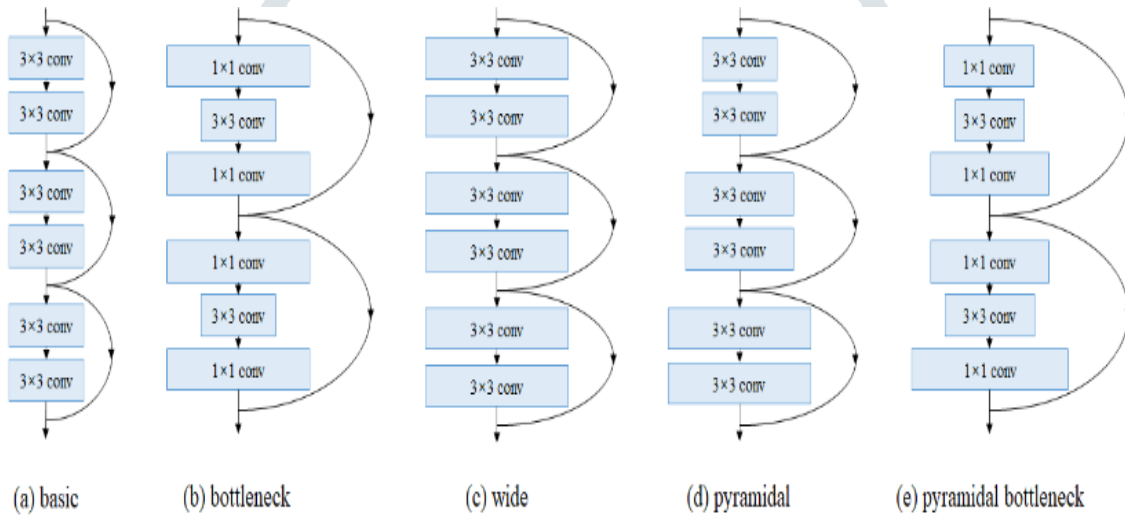 3×3 conv
3×3 conv
3×3 conv
3×3 conv
3×3 conv
3×3 conv
(a) basic
1×1 conv
3×3 conv
1×1 conv
1×1 conv
3×3 conv
1×1 conv
(b) bottleneck
3×3 conv
3×3 conv
3×3 conv
3×3 conv
3×3 conv
3×3 conv
(c) wide
3×3 conv
3×3 conv
3×3 conv
3×3 conv
3×3 conv
3×3 conv
(d) pyramidal
1×1 conv
3×3 conv
1×1 conv
1×1 conv
3×3 conv
1×1 conv
(e) pyramidal bottleneck